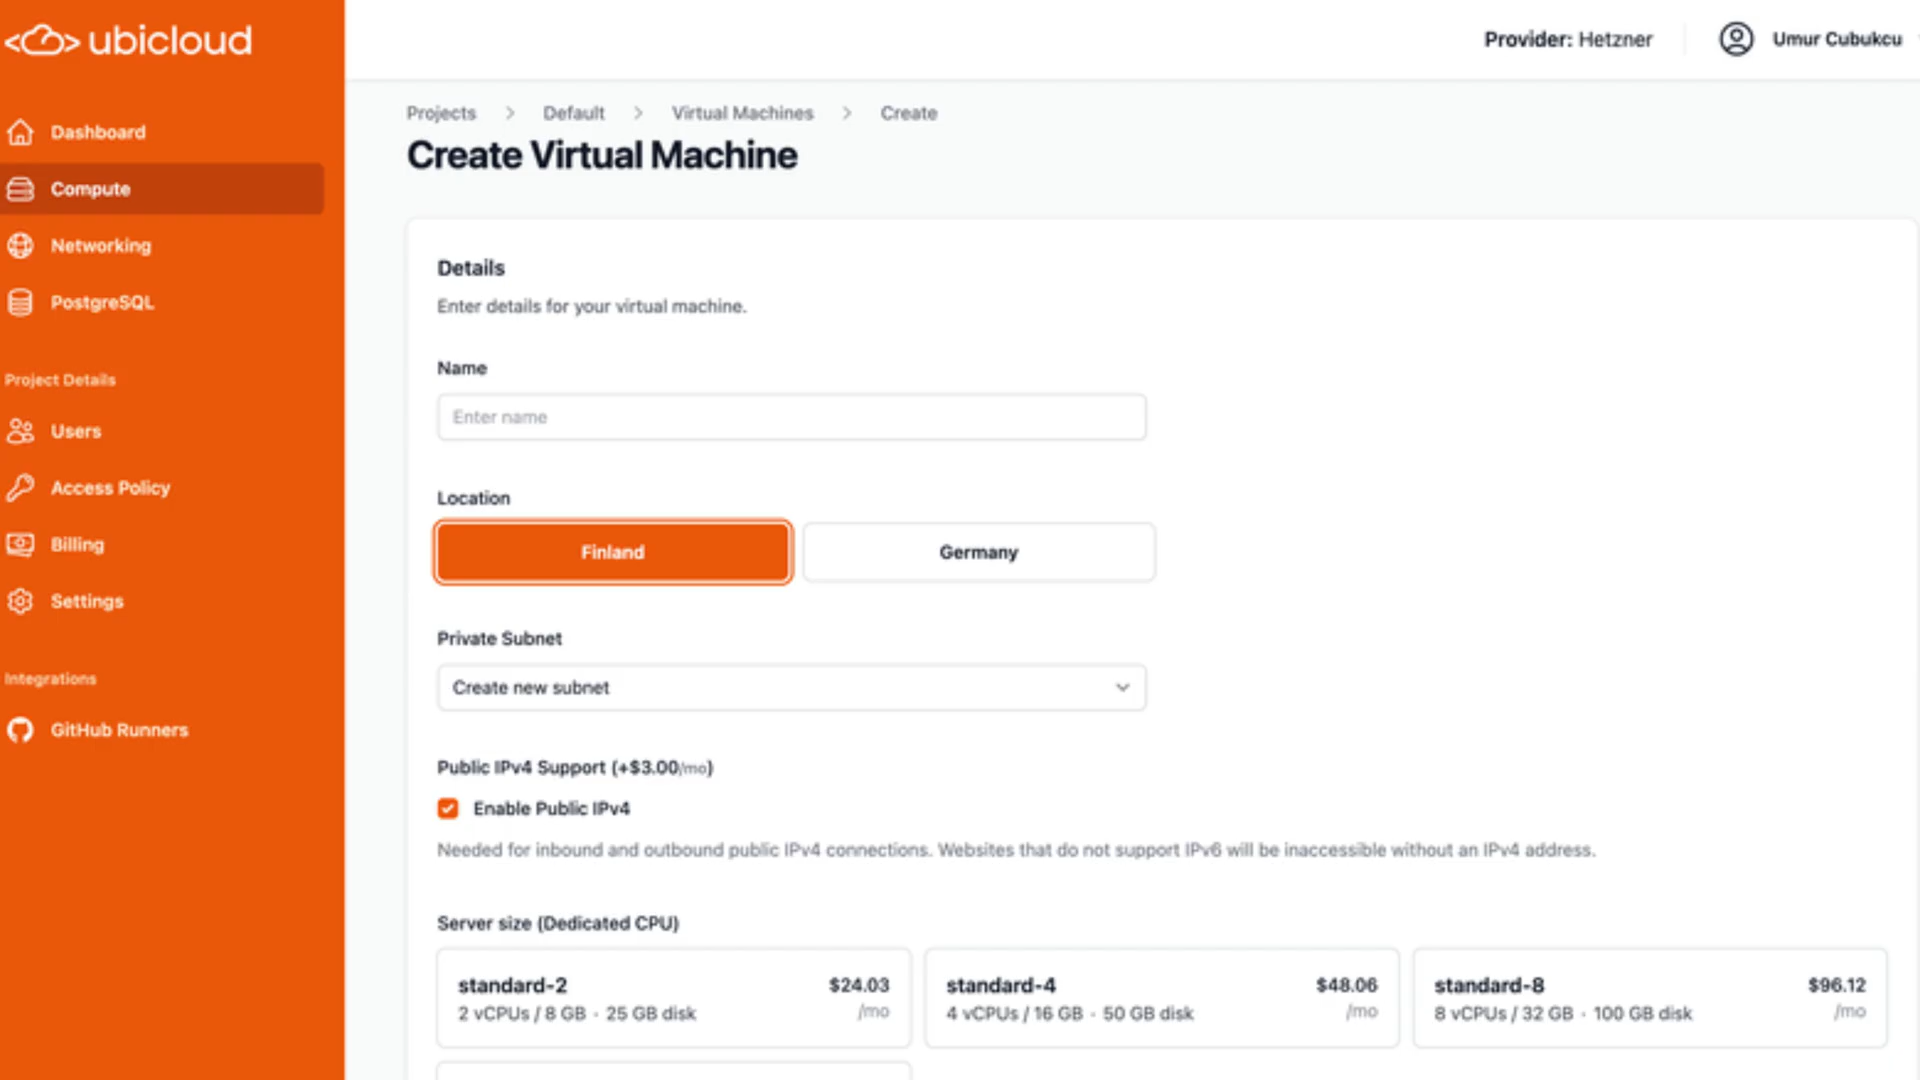 ubicloud
Provider: Hetzner
Umur Cubukcu
Dashboard
Compute
Networking
PostgreSQL
Project Details
Users
Access Policy
Billing
Settings
Integrations
GitHub Runners
Projects > Default > Virtual Machines > Create
Create Virtual Machine
Details
Enter details for your virtual machine.
Name
Enter name
Location
Finland
Germany
Private Subnet
Create new subnet
Public IPv4 Support (+$3.00/mo)
Enable Public IPv4
Needed for inbound and outbound public IPv4 connections. Websites that do not support IPv6 will be inaccessible without an IPv4 address.
Server size (Dedicated CPU)
standard-2 $24.03
2 vCPUs / 8 GB · 25 GB disk /mo
standard-4 $48.06
4 vCPUs / 16 GB · 50 GB disk /mo
standard-8 $96.12
8 vCPUs / 32 GB · 100 GB disk /mo